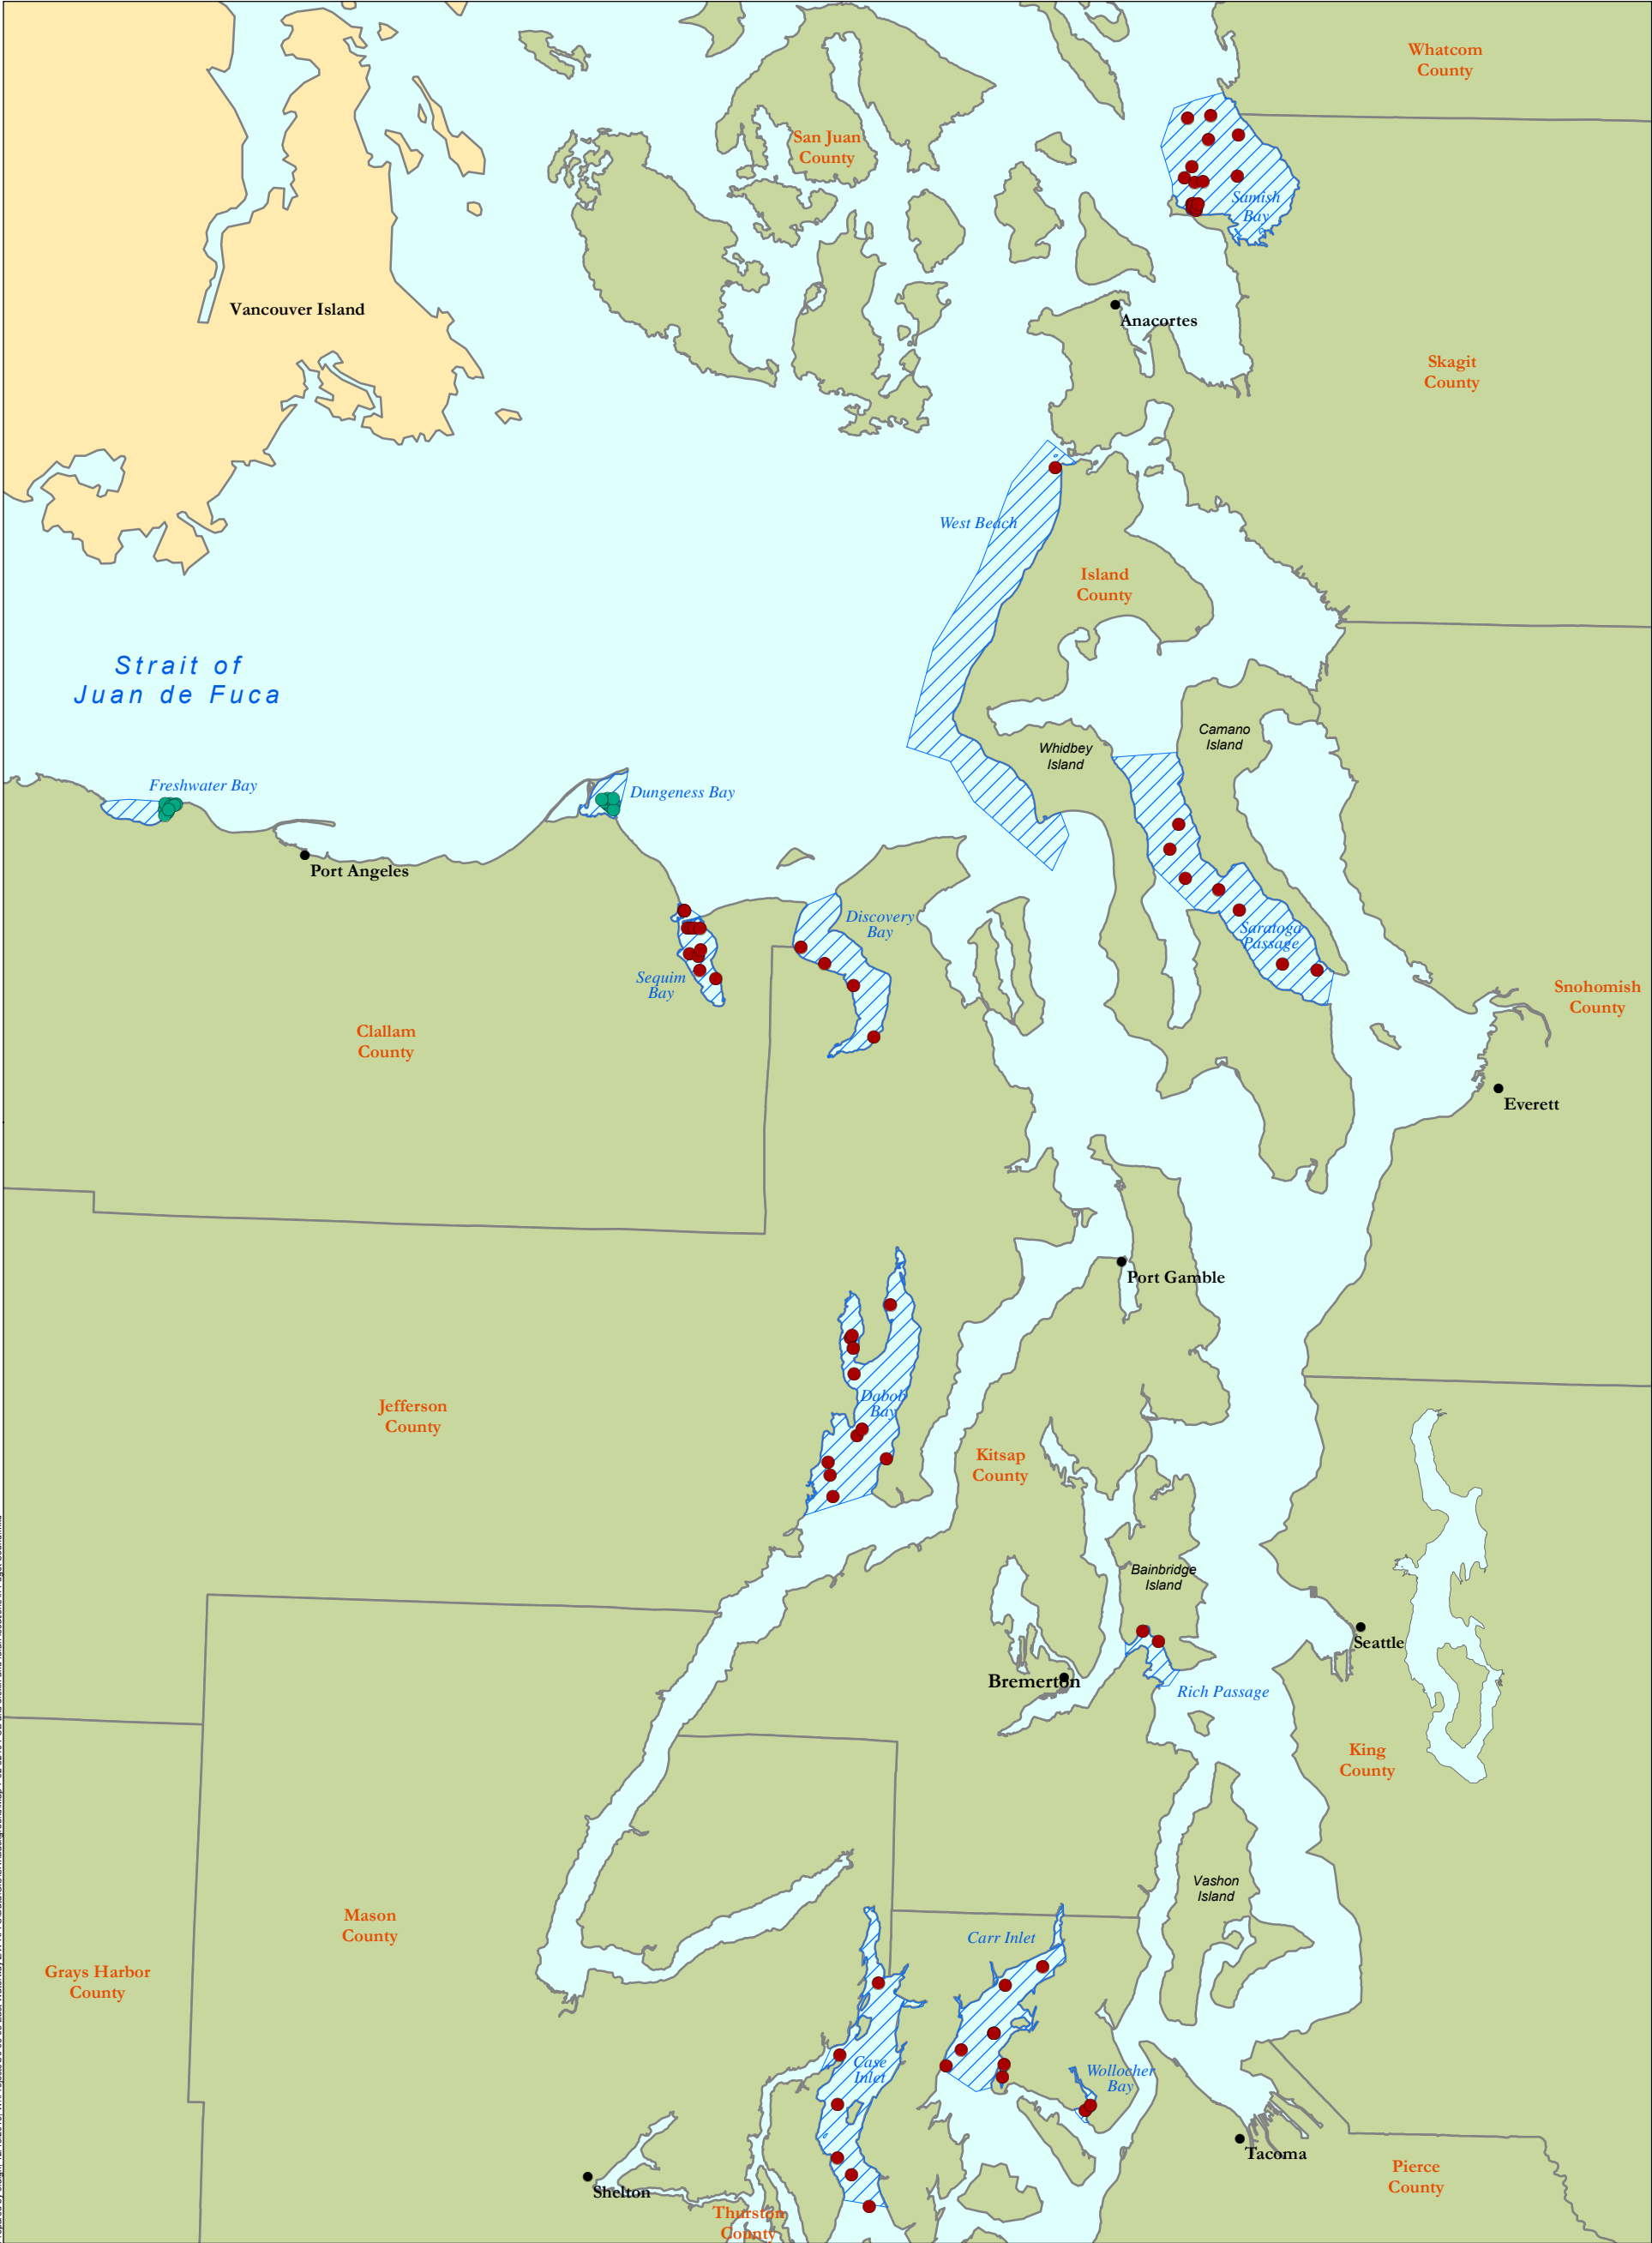 Whatcom
County
San Juan
County
Samish
Bay
Vancouver Island
Anacortes
Skagit
County
West Beach
Island
County
Strait of
Juan de Fuca
Camano
Island
Whidbey
Island
Freshwater Bay
Dungeness Bay
Port Angeles
Discovery
Bay
Saratoga
Passage
Sequim
Bay
Snohomish
County
Clallam
County
Everett
Port Gamble
Dabob
Bay
Jefferson
County
Kitsap
County
Bainbridge
Island
Seattle
Bremerton
Rich Passage
King
County
Vashon
Island
Mason
County
Carr Inlet
Grays Harbor
County
Case
Inlet
Wollocher
Bay
Tacoma
Pierce
County
Shelton
Thurston
County